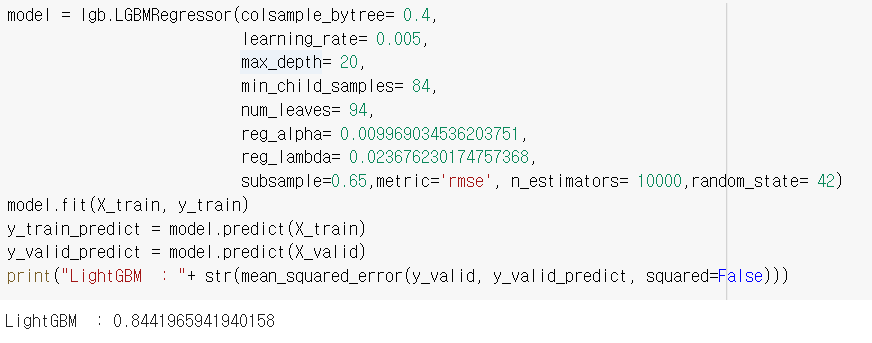 model = lgb.LGBMRegressor(colsample_bytree= 0.4,
learning_rate= 0.005,
max_depth= 20,
min_child_samples= 84,
num_leaves= 94,
reg_alpha= 0.009969034536203751,
reg_lambda= 0.023676230174757368,
subsample=0.65,metric='rmse', n_estimators= 10000,random_state= 42)
model.fit(X_train, y_train)
y_train_predict = model.predict(X_train)
y_valid_predict = model.predict(X_valid)
print("LightGBM  : "+ str(mean_squared_error(y_valid, y_valid_predict, squared=False)))
LightGBM  : 0.8441965941940158